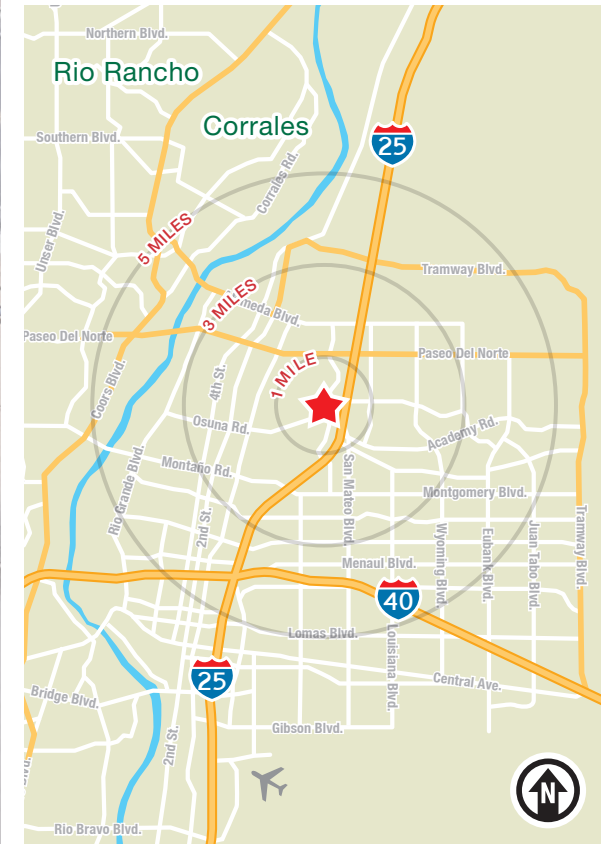 Northern Blvd.
Rio Rancho
Corrales
Southern Blvd.
25
Corrales Rd.
Unser Blvd.
5 MILES
Tramway Blvd.
3 MILES
Paseo Del Norte
Paseo Del Norte
1 MILE
4th St.
Coors Blvd.
Osuna Rd.
Academy Rd.
Montaño Rd.
San Mateo Blvd.
Montgomery Blvd.
Rio Grande Blvd.
2nd St.
Wyoming Blvd.
Eubank Blvd.
Juan Tabo Blvd.
Tramway Blvd.
Menaul Blvd.
40
Lomas Blvd.
Louisiana Blvd.
25
Central Ave.
Bridge Blvd.
2nd St.
Gibson Blvd.
N
Rio Bravo Blvd.